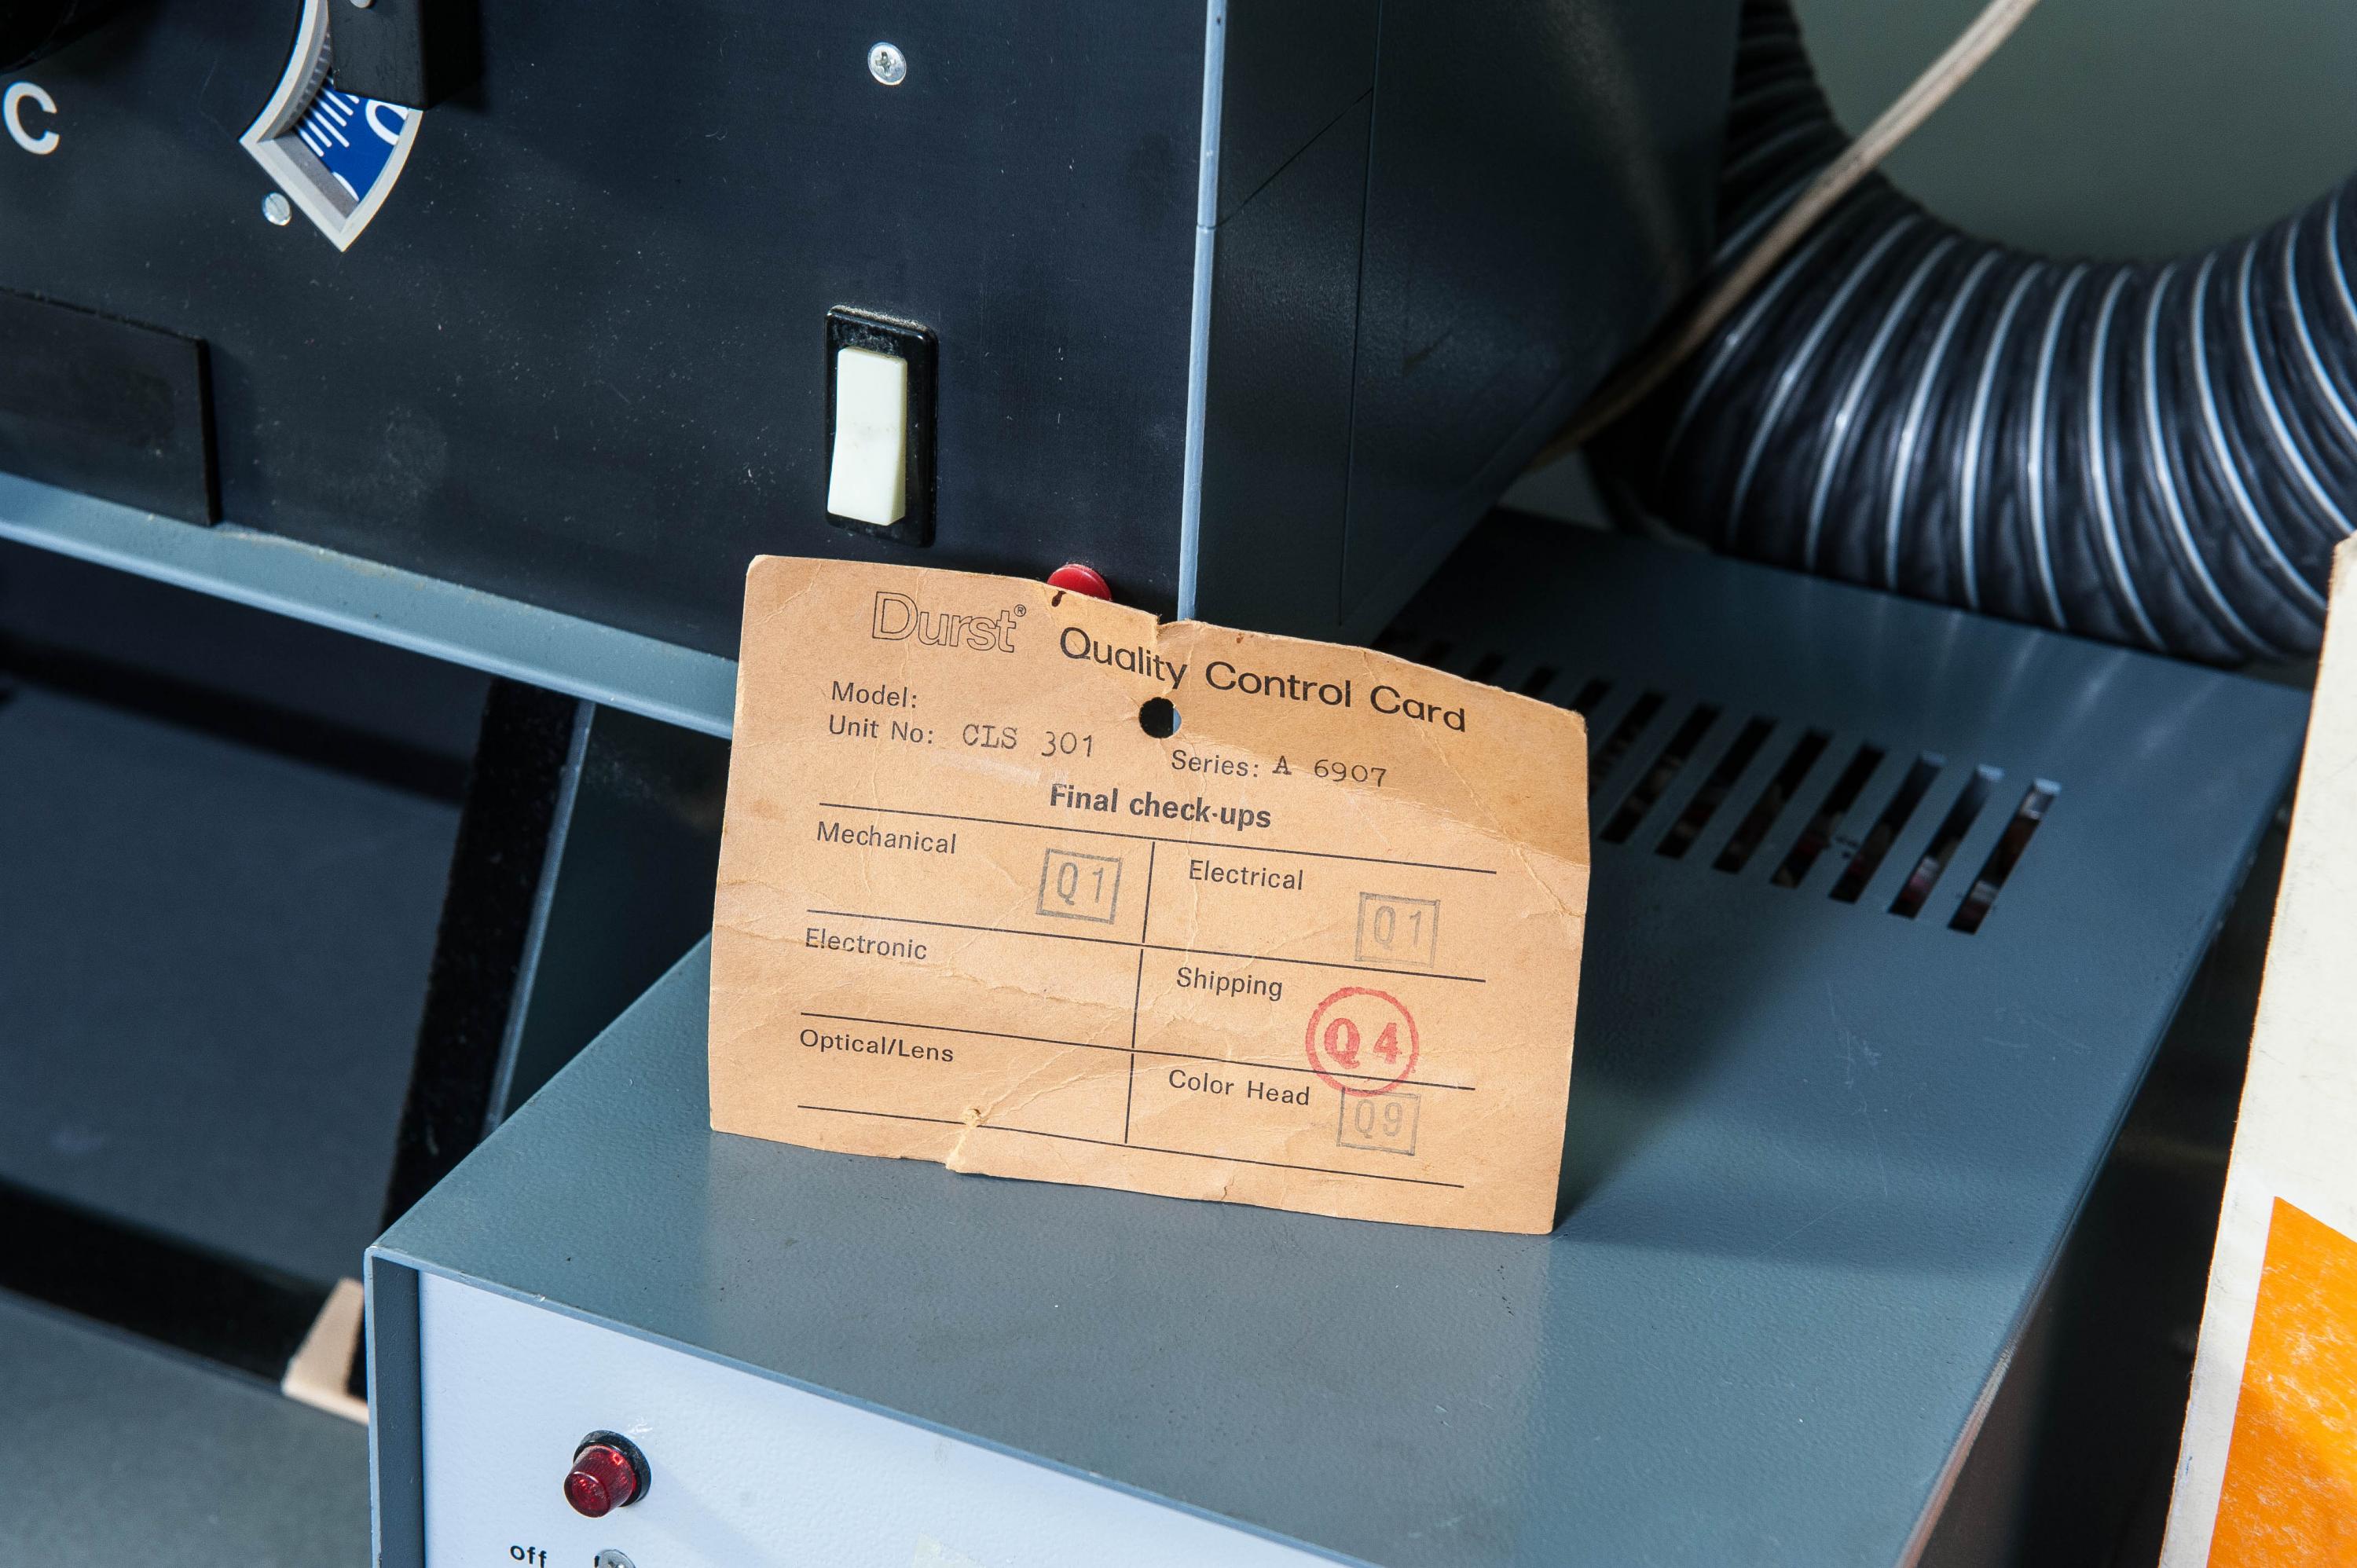 C
Durst® Quality Control Card
Model:
Unit No: CLS 301 Series: A 6907
Final check-ups
Mechanical Q1
Electrical Q1
Electronic
Shipping Q 4
Optical/Lens
Color Head Q9
off